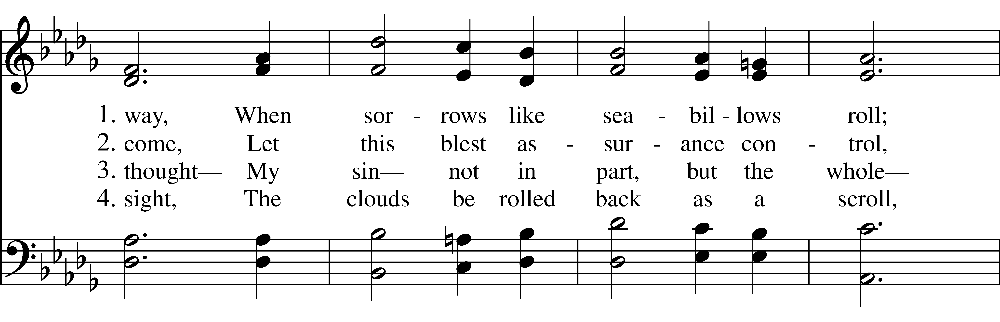 1. way, When sor - rows like sea - bil - lows roll;
2. come, Let this blest as - sur - ance con - trol,
3. thought— My sin— not in part, but the whole—
4. sight, The clouds be rolled back as a scroll,